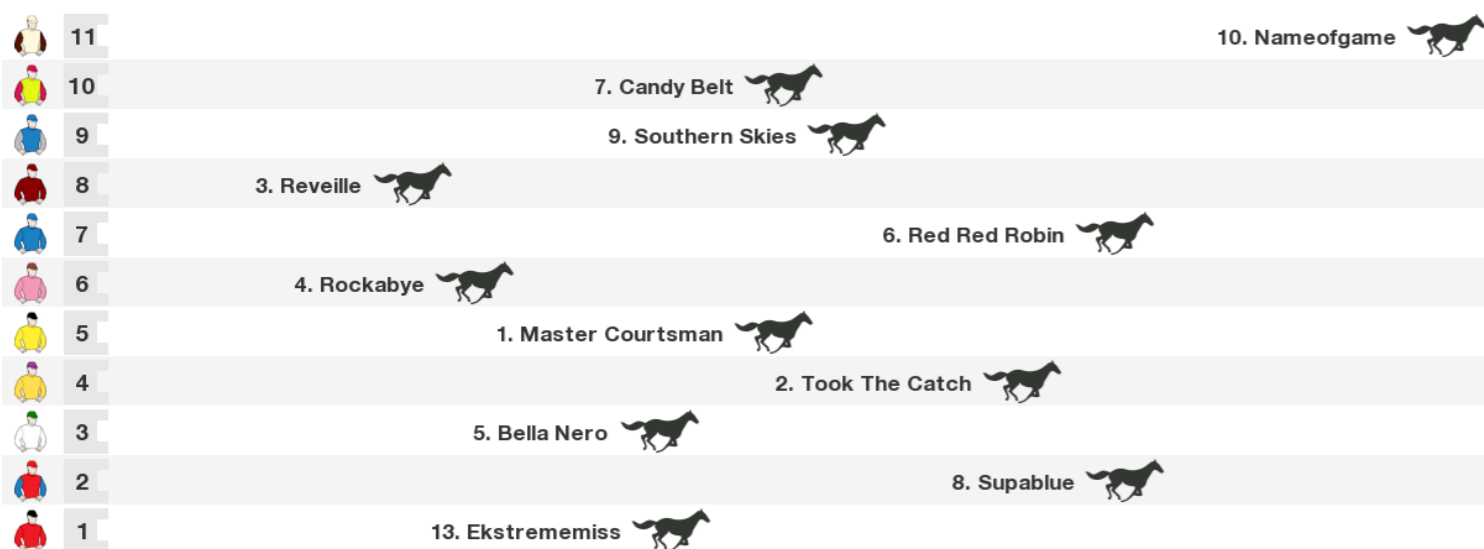 11 10. Nameofgame
10 7. Candy Belt
9 9. Southern Skies
8 3. Reveille
7 6. Red Red Robin
6 4. Rockabye
5 1. Master Courtsman
4 2. Took The Catch
3 5. Bella Nero
2 8. Supablue
1 13. Ekstrememiss